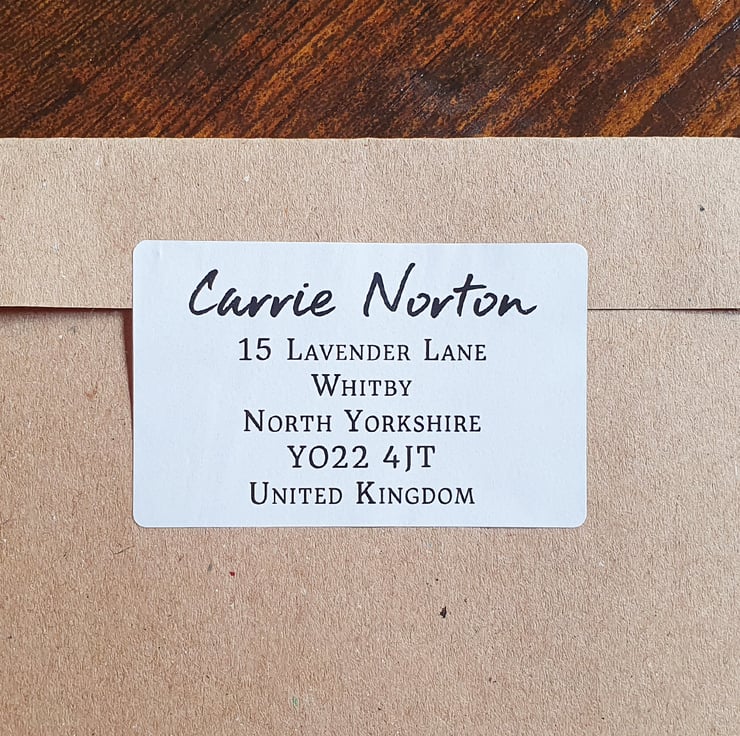 Carrie Norton
15 Lavender Lane
Whitby
North Yorkshire
YO22 4JT
United Kingdom